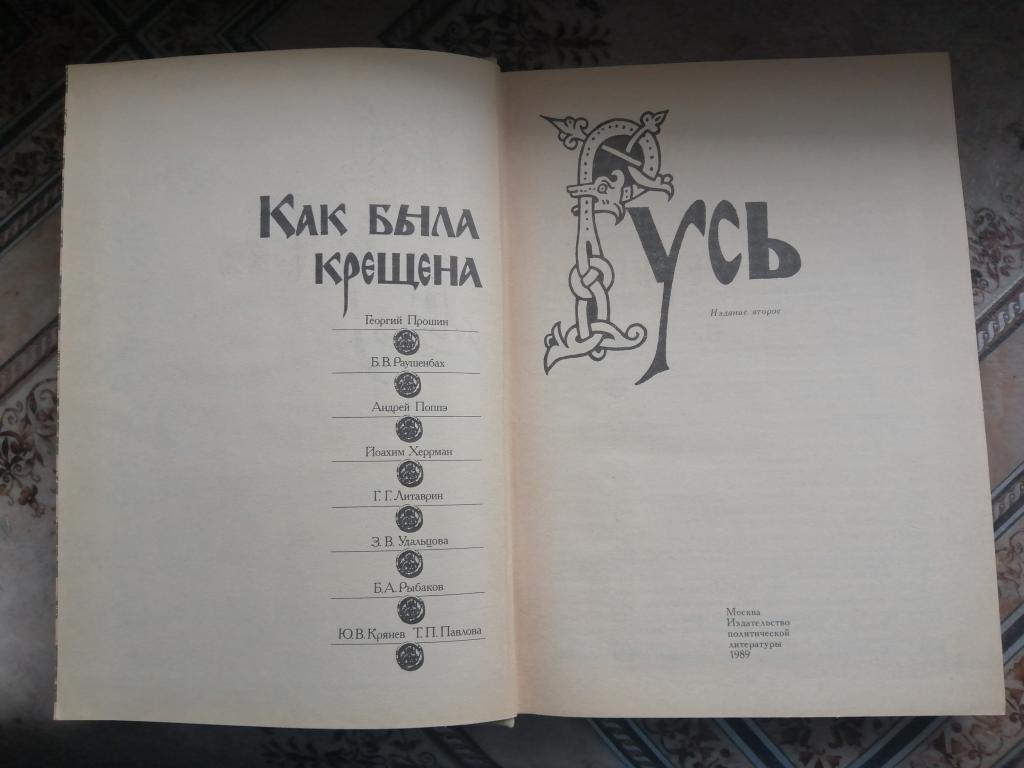 Как была
крещена
Георгий Прошин
Б. В. Раушенбах
Андрей Поппэ
Йоахим Херрман
Г. Г. Литаврин
З. В. Удальцова
Б. А. Рыбаков
Ю. В. Крянев Т. П. Павлова
Русь
Издание второе
Москва
Издательство
политической
литературы
1989